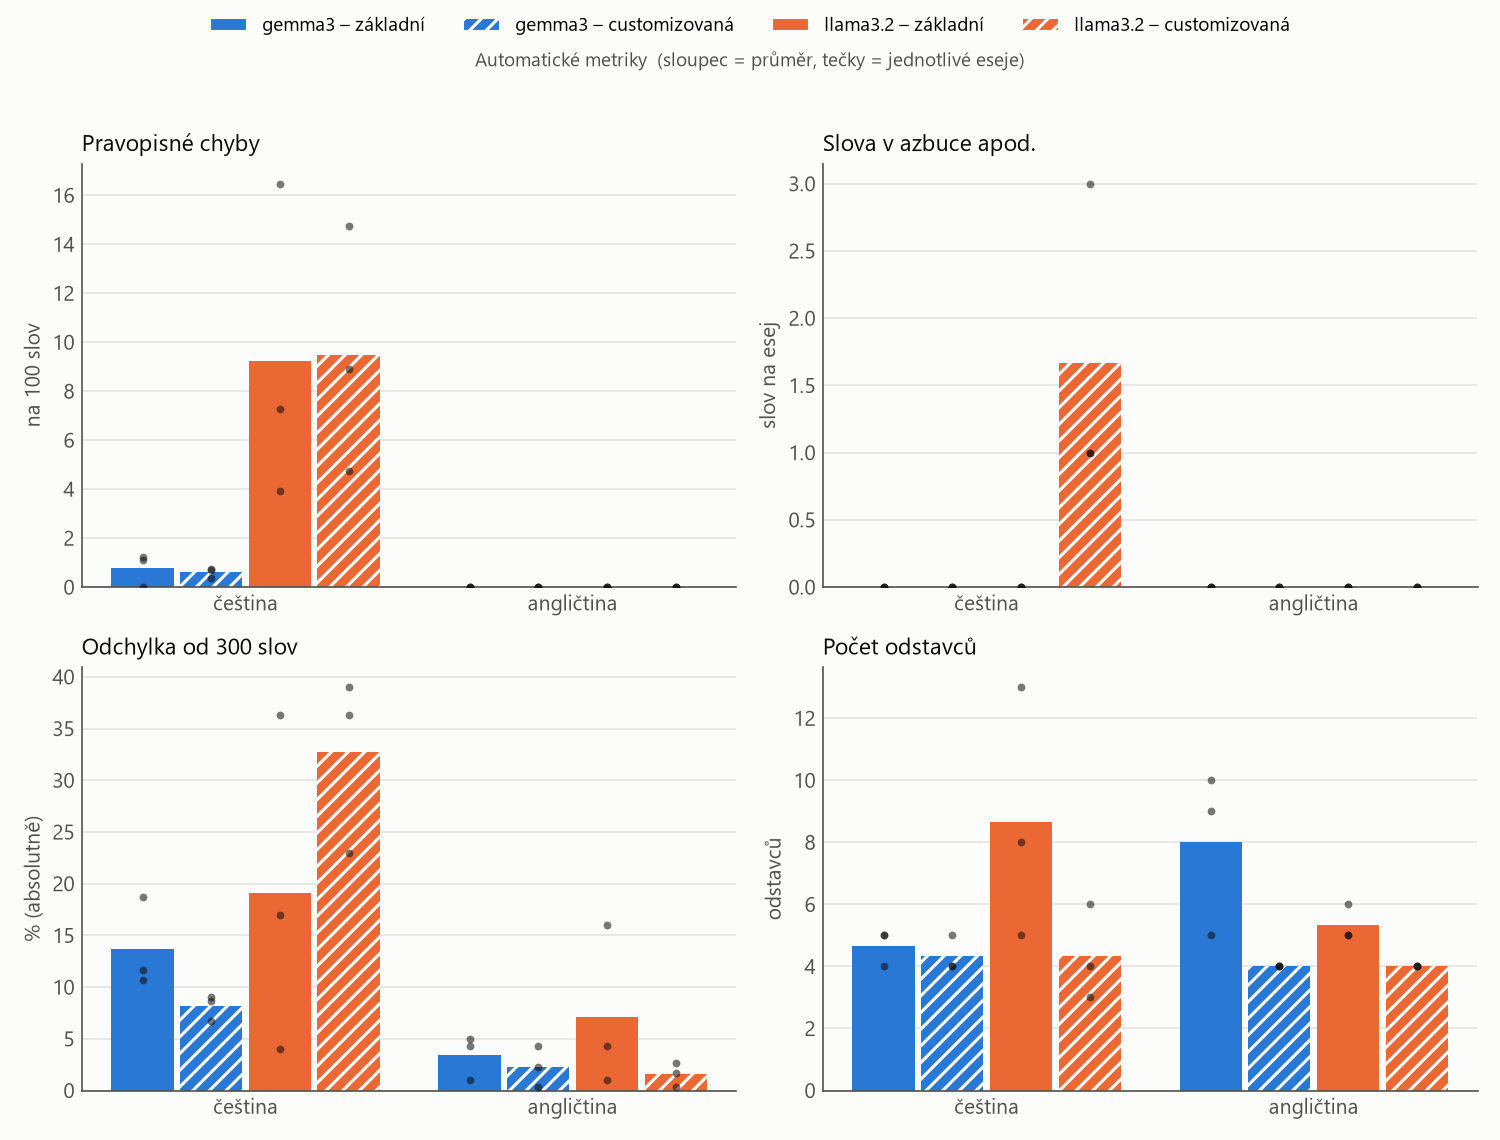 gemma3 – základní gemma3 – customizovaná llama3.2 – základní llama3.2 – customizovaná
Automatické metriky (sloupec = průměr, tečky = jednotlivé eseje)
Pravopisné chyby
na 100 slov
16
14
12
10
8
6
4
2
0
čeština angličtina
Slova v azbuce apod.
slov na esej
3.0
2.5
2.0
1.5
1.0
0.5
0.0
čeština angličtina
Odchylka od 300 slov
% (absolutně)
40
35
30
25
20
15
10
5
0
čeština angličtina
Počet odstavců
odstavců
12
10
8
6
4
2
0
čeština angličtina